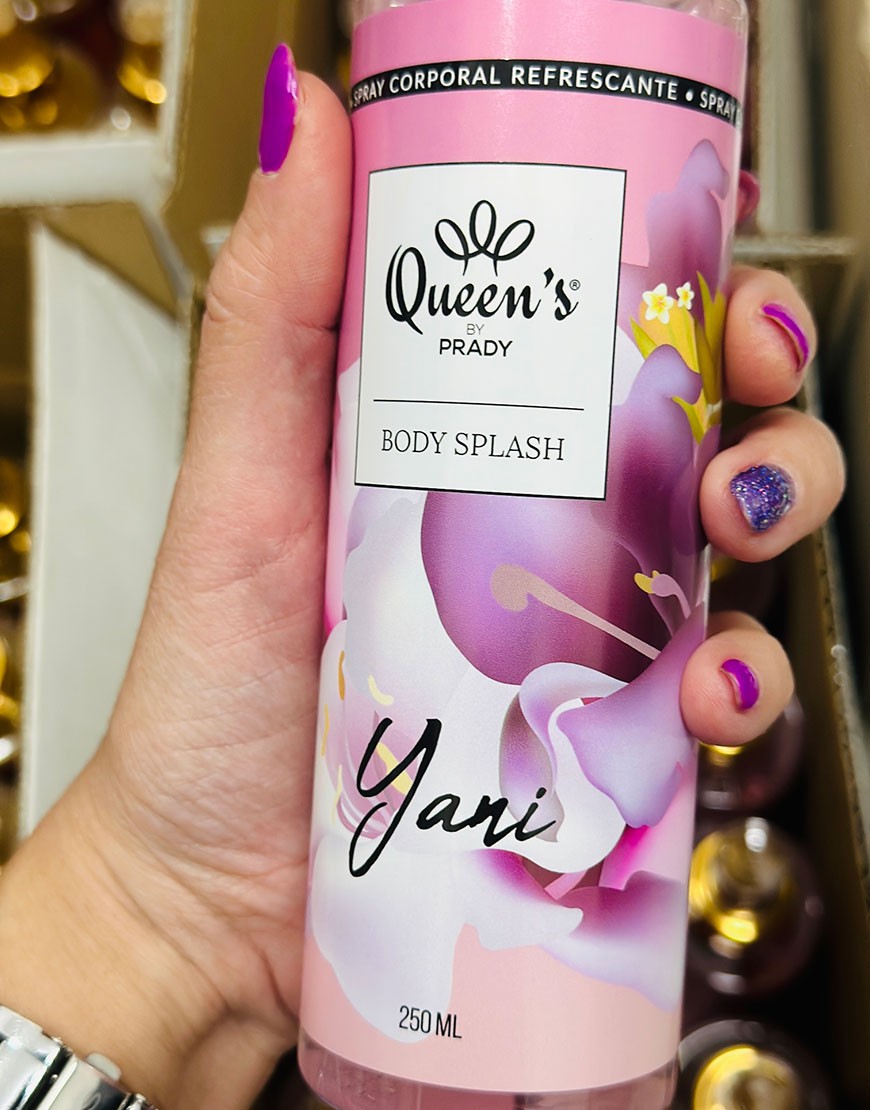 SPRAY CORPORAL REFRESCANTE • SPRAY
Queen's®
BY
PRADY
BODY SPLASH
Yani
250 ML